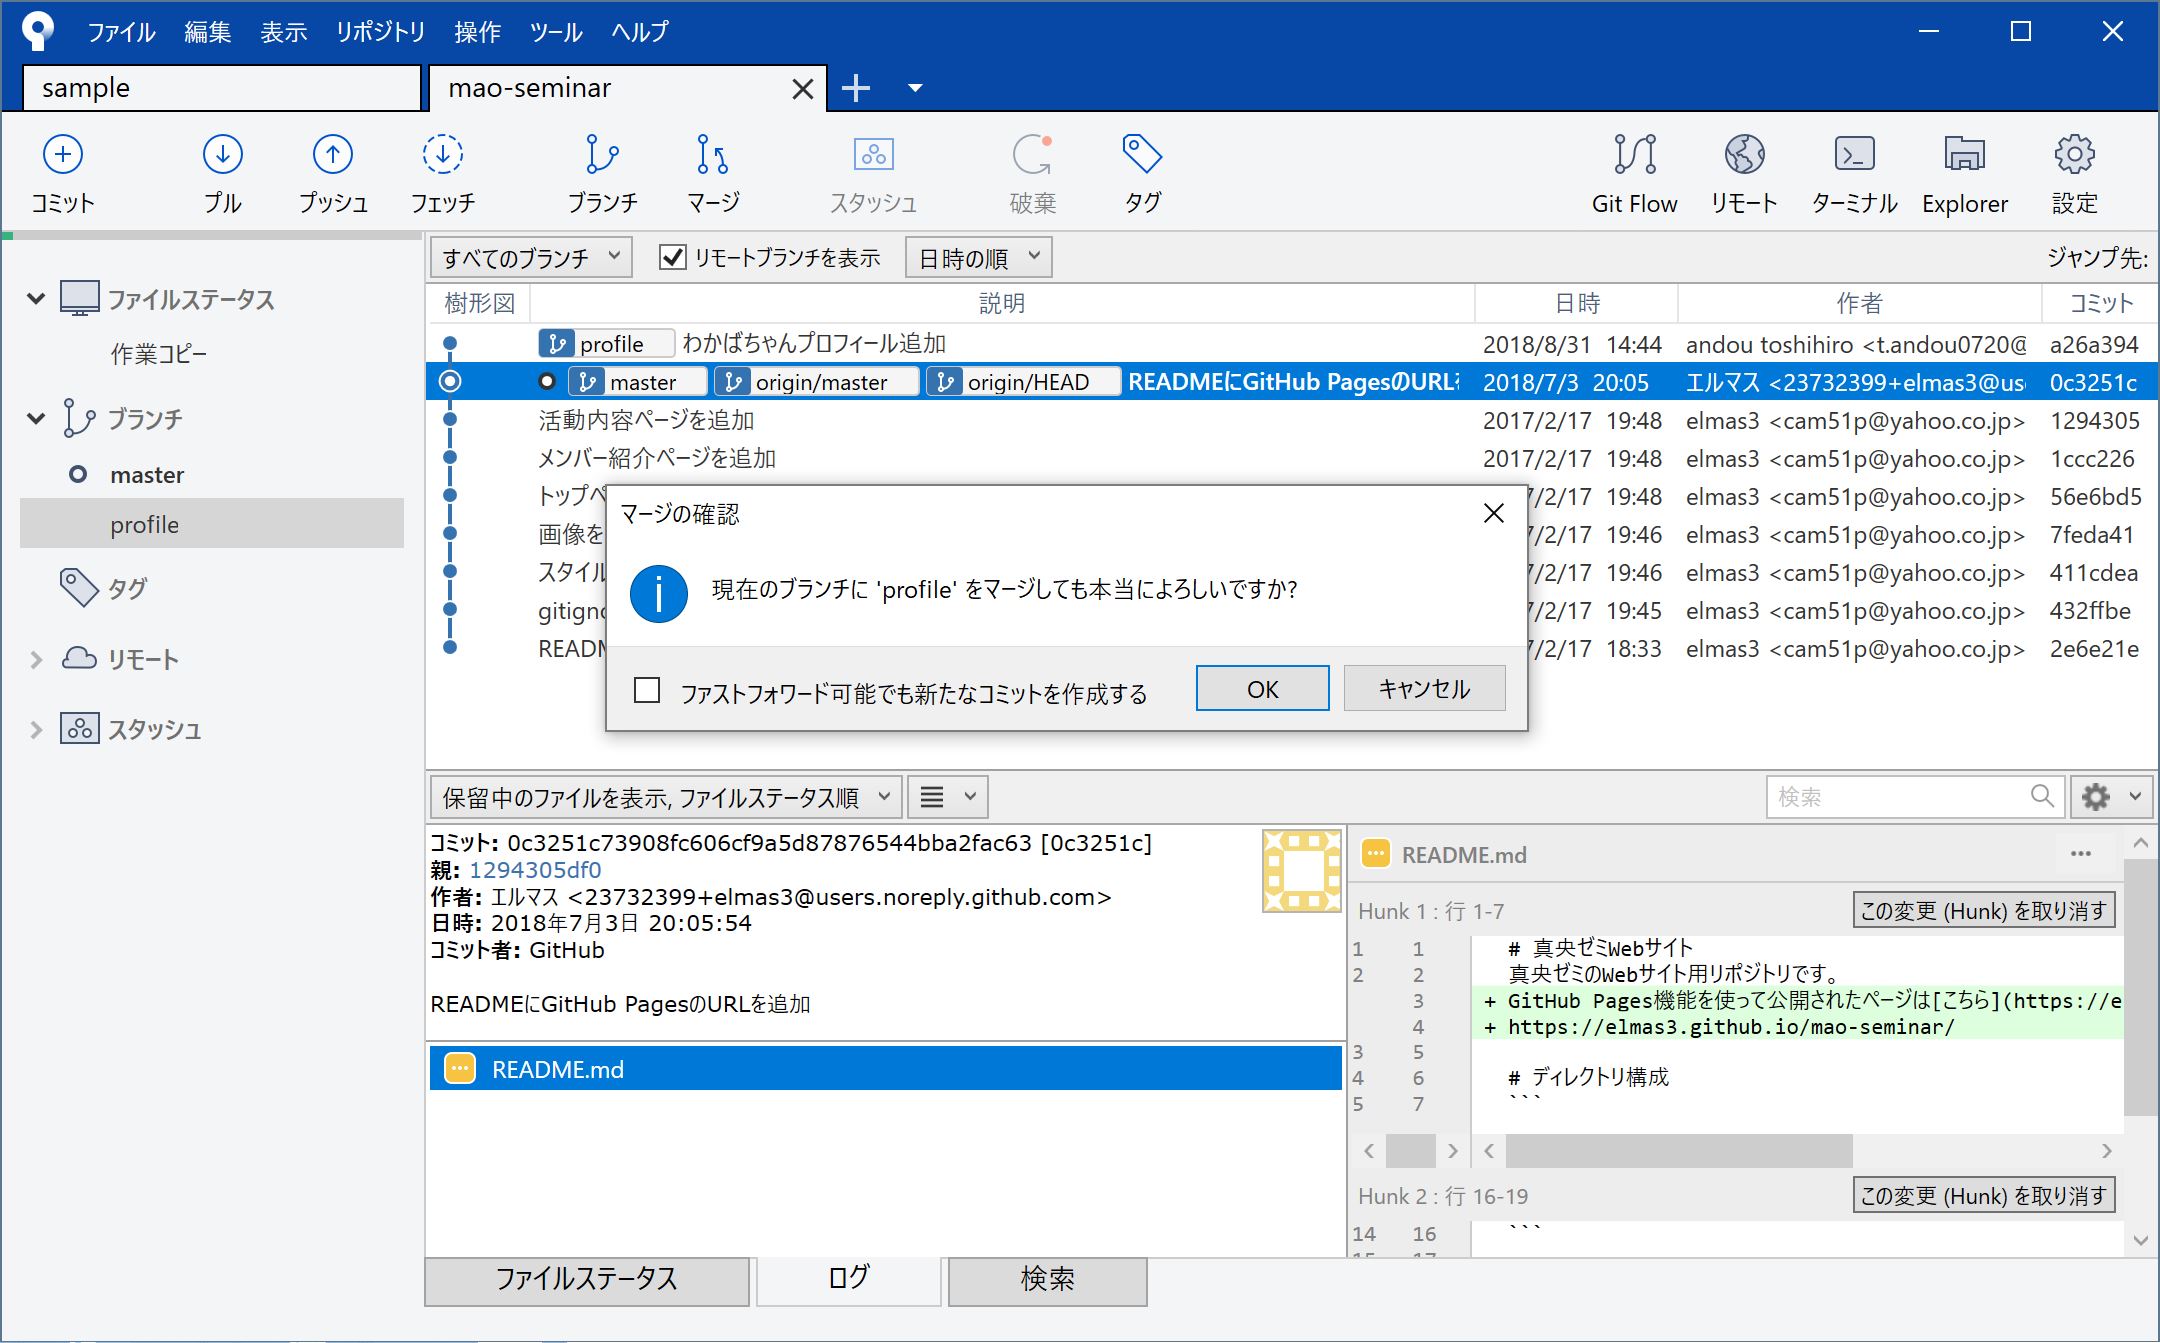 ファイル 編集 表示 リポジトリ 操作 ツール ヘルプ
sample mao-seminar
コミット プル プッシュ フェッチ ブランチ マージ スタッシュ 破棄 タグ Git Flow リモート ターミナル Explorer 設定
すべてのブランチ リモートブランチを表示 日時の順 ジャンプ先:
ファイルステータス
作業コピー
ブランチ
master
profile
タグ
リモート
スタッシュ
樹形図 説明 日時 作者 コミット
profile わかばちゃんプロフィール追加 2018/8/31 14:44 andou toshihiro <t.andou0720@ a26a394
master origin/master origin/HEAD READMEにGitHub PagesのURLを 2018/7/3 20:05 エルマス <23732399+elmas3@us 0c3251c
活動内容ページを追加 2017/2/17 19:48 elmas3 <cam51p@yahoo.co.jp> 1294305
メンバー紹介ページを追加 2017/2/17 19:48 elmas3 <cam51p@yahoo.co.jp> 1ccc226
トップペ 7/2/17 19:48 elmas3 <cam51p@yahoo.co.jp> 56e6bd5
画像を 7/2/17 19:46 elmas3 <cam51p@yahoo.co.jp> 7feda41
スタイル 7/2/17 19:46 elmas3 <cam51p@yahoo.co.jp> 411cdea
gitign 7/2/17 19:45 elmas3 <cam51p@yahoo.co.jp> 432ffbe
READ 7/2/17 18:33 elmas3 <cam51p@yahoo.co.jp> 2e6e21e
マージの確認
現在のブランチに 'profile' をマージしても本当によろしいですか?
ファストフォワード可能でも新たなコミットを作成する OK キャンセル
保留中のファイルを表示, ファイルステータス順 検索
コミット: 0c3251c73908fc606cf9a5d87876544bba2fac63 [0c3251c]
親: 1294305df0
作者: エルマス <23732399+elmas3@users.noreply.github.com>
日時: 2018年7月3日 20:05:54
コミット者: GitHub
READMEにGitHub PagesのURLを追加
README.md
README.md
Hunk 1 : 行 1-7 この変更 (Hunk) を取り消す
1 1 # 真央ゼミWebサイト
2 2 真央ゼミのWebサイト用リポジトリです。
3 + GitHub Pages機能を使って公開されたページは[こちら](https://e
4 + https://elmas3.github.io/mao-seminar/
3 5
4 6 # ディレクトリ構成
5 7 ```
Hunk 2 : 行 16-19 この変更 (Hunk) を取り消す
14 16 ```
ファイルステータス ログ 検索